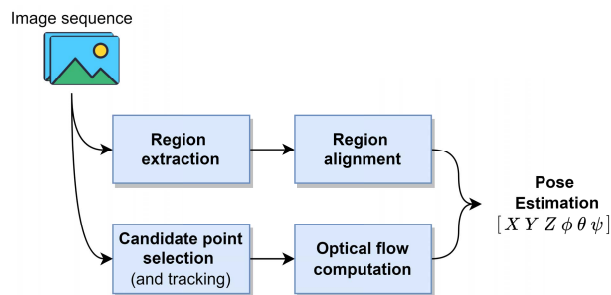 Image sequence
Region
extraction
Region
alignment
Candidate point
selection
(and tracking)
Optical flow
computation
Pose
Estimation
[ X Y Z ϕ θ ψ ]